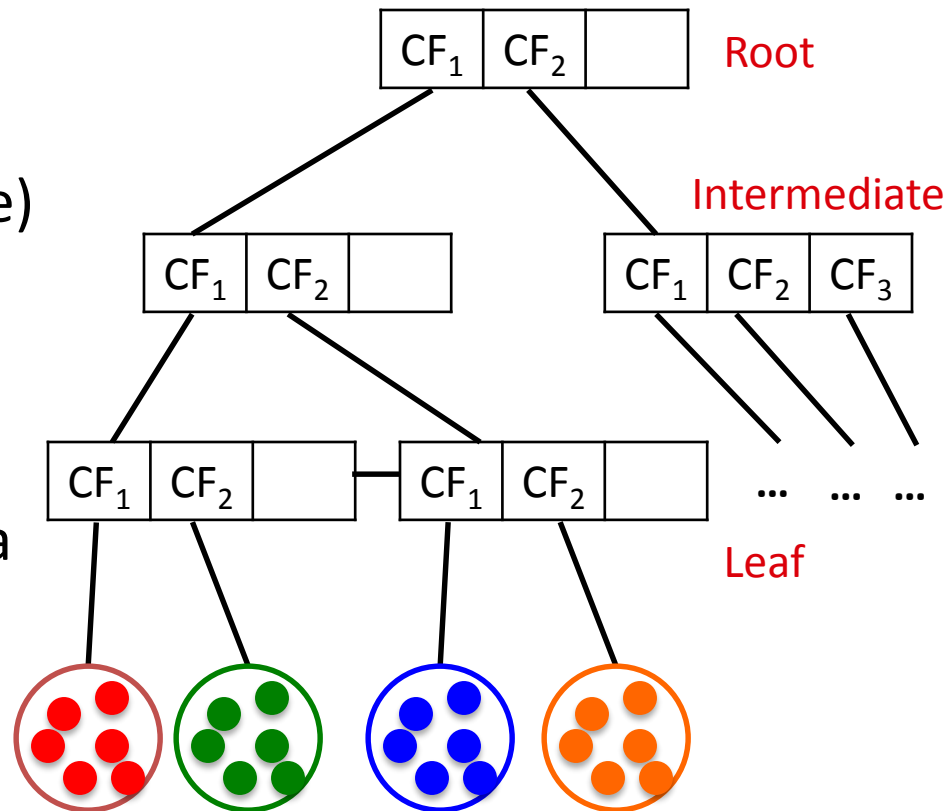 CF₁ CF₂ Root
e) Intermediate
CF₁ CF₂ CF₁ CF₂ CF₃
CF₁ CF₂ CF₁ CF₂ ... ... ...
a Leaf